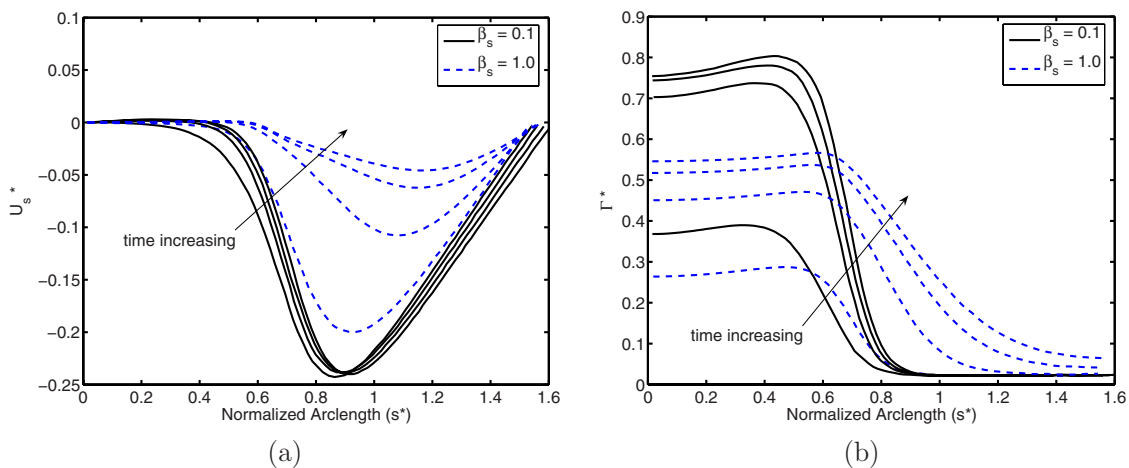 0.1
0.05
0
−0.05
−0.1
−0.15
−0.2
−0.25
U_s*
0 0.2 0.4 0.6 0.8 1.0 1.2 1.4 1.6
Normalized Arclength (s*)
β_s = 0.1
β_s = 1.0
time increasing
(a)
0.9
0.8
0.7
0.6
0.5
0.4
0.3
0.2
0.1
0
Γ*
0 0.2 0.4 0.6 0.8 1.0 1.2 1.4 1.6
Normalized Arclength (s*)
β_s = 0.1
β_s = 1.0
time increasing
(b)